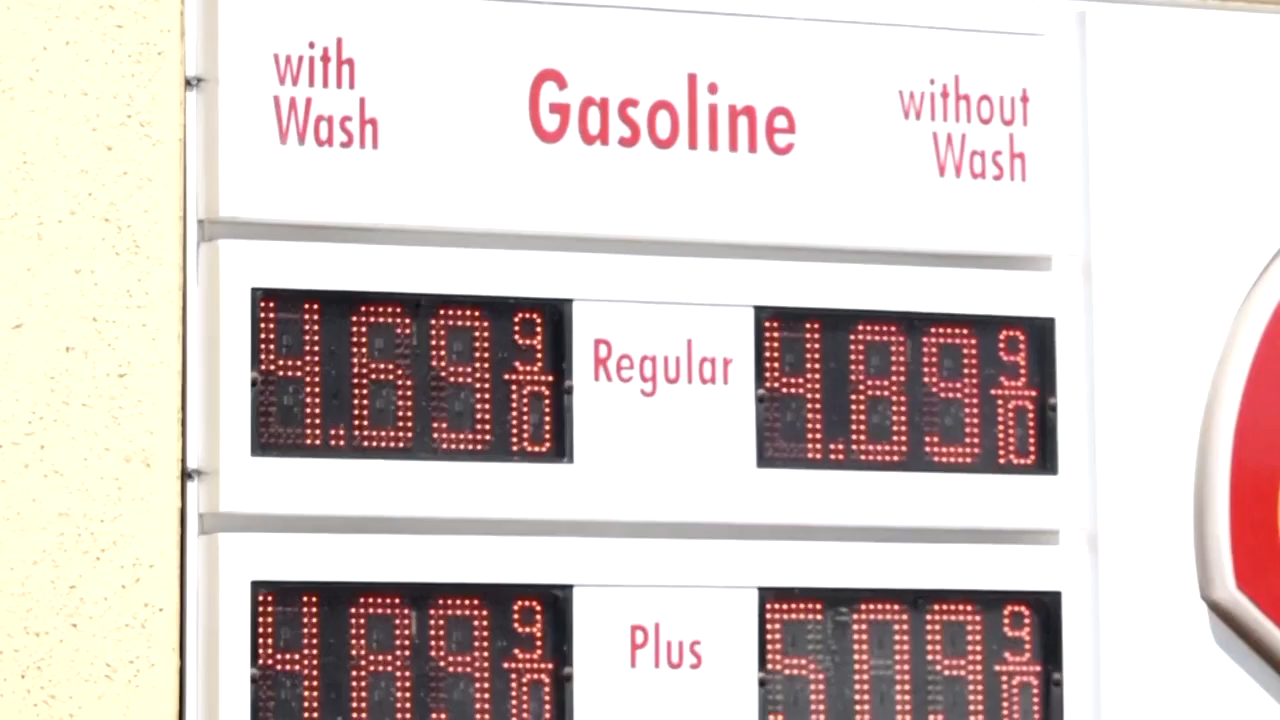 with
Wash
Gasoline
without
Wash
4.69 9/10
Regular
4.89 9/10
4.89 9/10
Plus
5.09 9/10